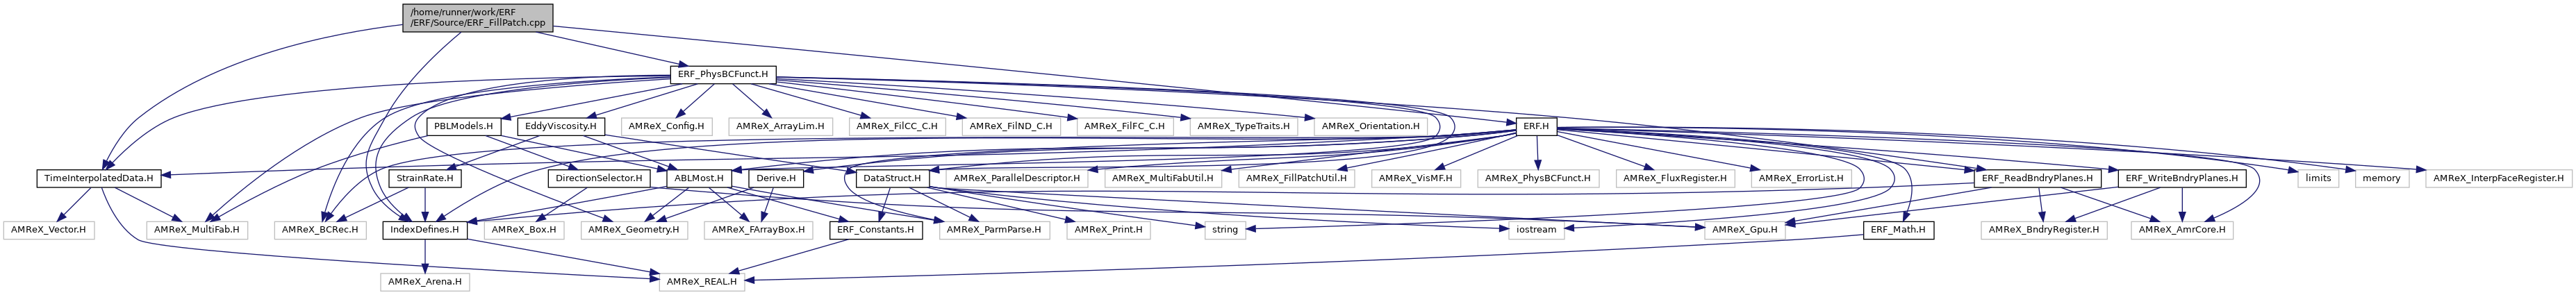 /home/runner/work/ERF
/ERF/Source/ERF_FillPatch.cpp
ERF_PhysBCFunct.H
PBLModels.H
EddyViscosity.H
AMReX_Config.H
AMReX_ArrayLim.H
AMReX_FilCC_C.H
AMReX_FilND_C.H
AMReX_FilFC_C.H
AMReX_TypeTraits.H
AMReX_Orientation.H
ERF.H
TimeInterpolatedData.H
StrainRate.H
DirectionSelector.H
ABLMost.H
Derive.H
DataStruct.H
AMReX_ParallelDescriptor.H
AMReX_MultiFabUtil.H
AMReX_FillPatchUtil.H
AMReX_VisMF.H
AMReX_PhysBCFunct.H
AMReX_FluxRegister.H
AMReX_ErrorList.H
ERF_ReadBndryPlanes.H
ERF_WriteBndryPlanes.H
limits
memory
AMReX_InterpFaceRegister.H
AMReX_Vector.H
AMReX_MultiFab.H
AMReX_BCRec.H
IndexDefines.H
AMReX_Box.H
AMReX_Geometry.H
AMReX_FArrayBox.H
ERF_Constants.H
AMReX_ParmParse.H
AMReX_Print.H
string
iostream
AMReX_Gpu.H
ERF_Math.H
AMReX_BndryRegister.H
AMReX_AmrCore.H
AMReX_Arena.H
AMReX_REAL.H